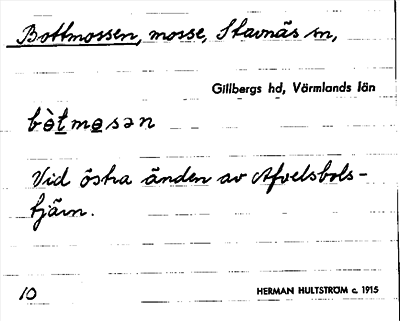 Bottmossen, mosse, Stavnäs sn,
Gillbergs hd, Värmlands län
bòtmosən
Vid östra änden av Afvelsbols-
tjärn.
10
HERMAN HULTSTRÖM c. 1915